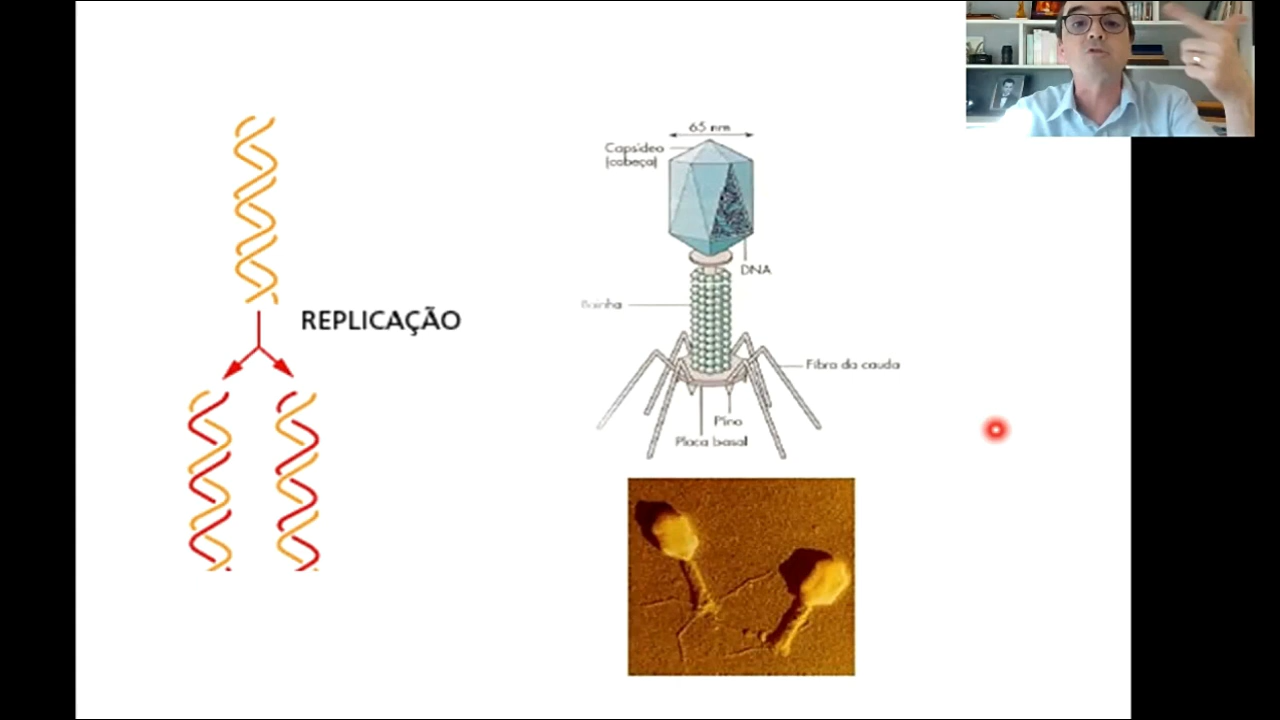 REPLICAÇÃO
65 nm
Capsídeo
(cabeça)
DNA
Bainha
Fibra da cauda
Pino
Placa basal